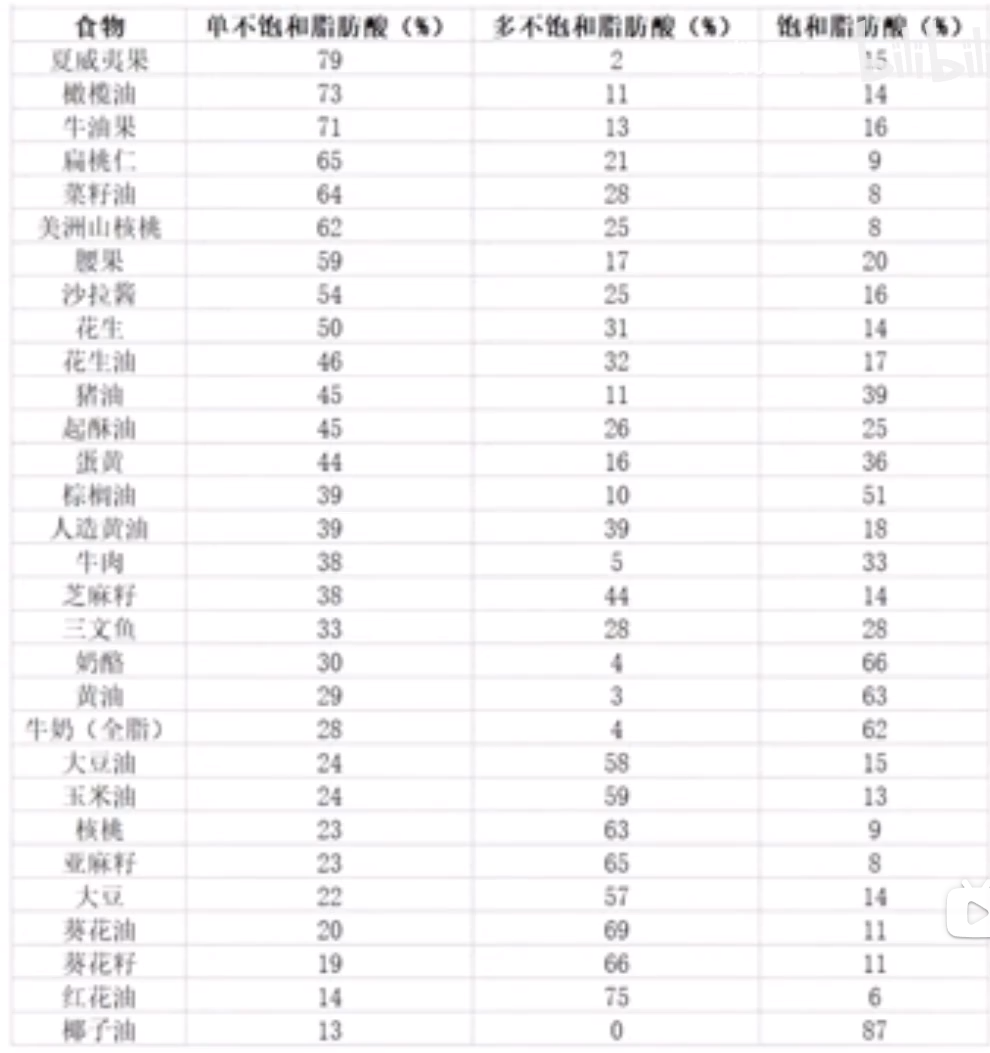 食物 单不饱和脂肪酸（%） 多不饱和脂肪酸（%） 饱和脂肪酸（%）
夏威夷果 79 2 15
橄榄油 73 11 14
牛油果 71 13 16
扁桃仁 65 21 9
菜籽油 64 28 8
美洲山核桃 62 25 8
腰果 59 17 20
沙拉酱 54 25 16
花生 50 31 14
花生油 46 32 17
猪油 45 11 39
起酥油 45 26 25
蛋黄 44 16 36
棕榈油 39 10 51
人造黄油 39 39 18
牛肉 38 5 33
芝麻籽 38 44 14
三文鱼 33 28 28
奶酪 30 4 66
黄油 29 3 63
牛奶（全脂） 28 4 62
大豆油 24 58 15
玉米油 24 59 13
核桃 23 63 9
亚麻籽 23 65 8
大豆 22 57 14
葵花油 20 69 11
葵花籽 19 66 11
红花油 14 75 6
椰子油 13 0 87
bilibili